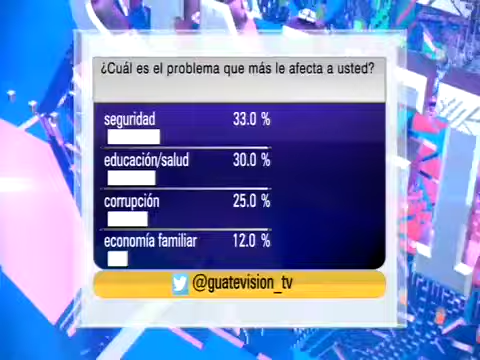 ¿Cuál es el problema que más le afecta a usted?
seguridad 33.0 %
educación/salud 30.0 %
corrupción 25.0 %
economía familiar 12.0 %
@guatevision_tv